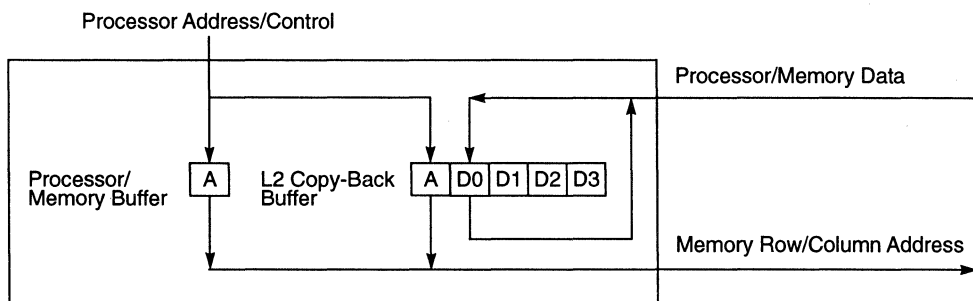 Processor Address/Control
Processor/Memory Data
Processor/
Memory Buffer
A
L2 Copy-Back
Buffer
A D0 D1 D2 D3
Memory Row/Column Address